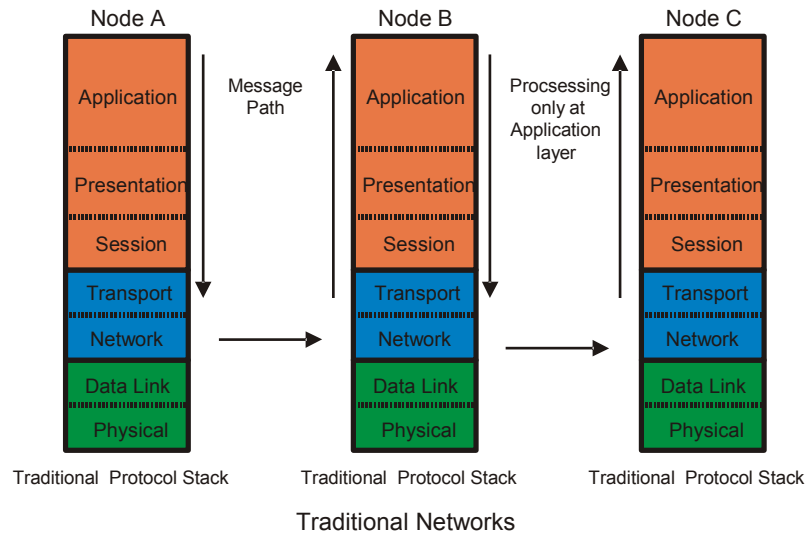 Node A
Node B
Node C
Application
Presentation
Session
Transport
Network
Data Link
Physical
Message
Path
Application
Presentation
Session
Transport
Network
Data Link
Physical
Procsessing
only at
Application
layer
Application
Presentation
Session
Transport
Network
Data Link
Physical
Traditional Protocol Stack
Traditional Protocol Stack
Traditional Protocol Stack
Traditional Networks